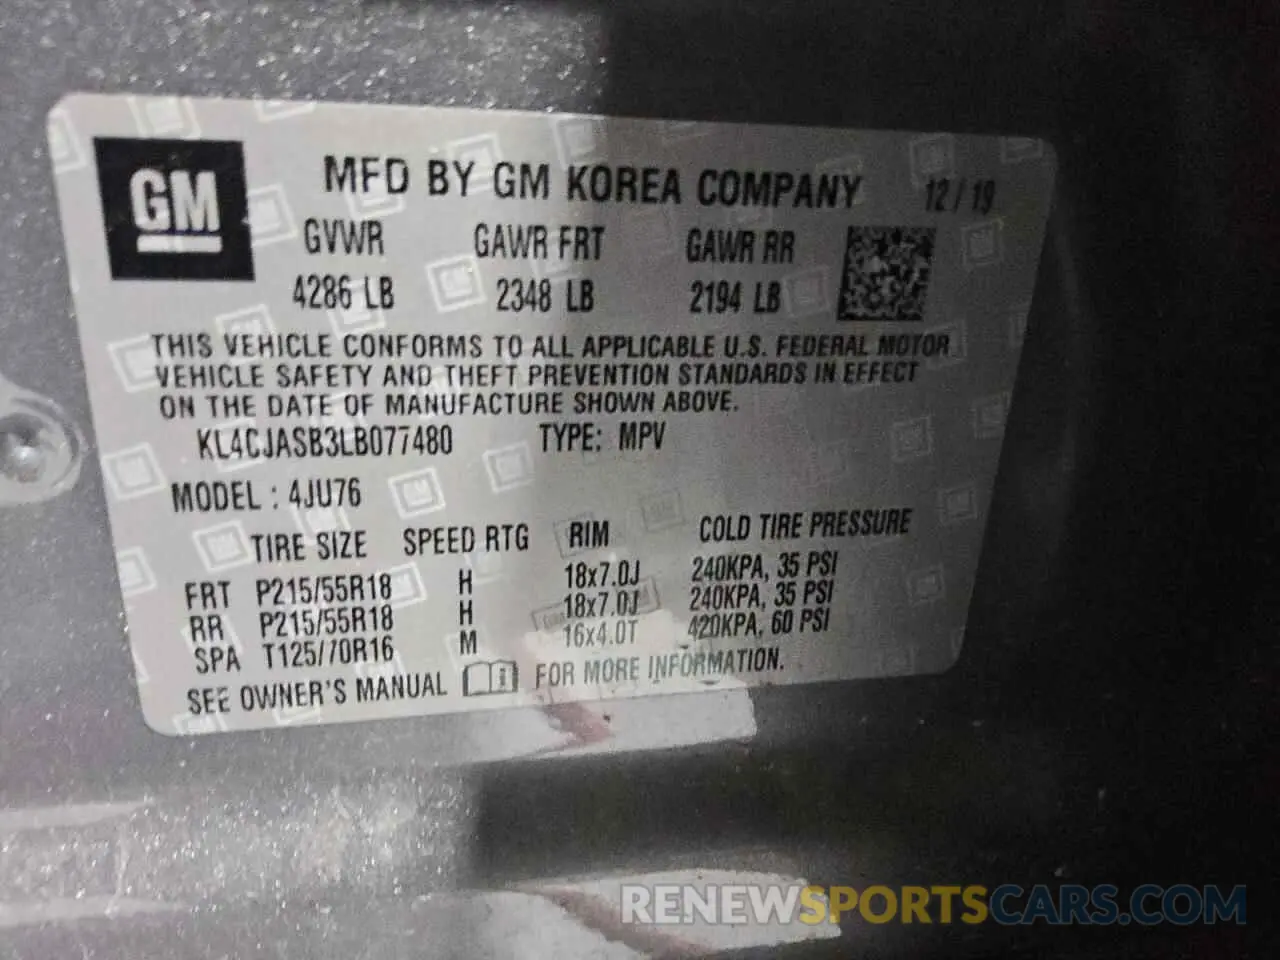 GM
MFD BY GM KOREA COMPANY 12/19
GVWR GAWR FRT GAWR RR
4286 LB 2348 LB 2194 LB
THIS VEHICLE CONFORMS TO ALL APPLICABLE U.S. FEDERAL MOTOR
VEHICLE SAFETY AND THEFT PREVENTION STANDARDS IN EFFECT
ON THE DATE OF MANUFACTURE SHOWN ABOVE.
KL4CJASB3LB077480 TYPE: MPV
MODEL : 4JU76
TIRE SIZE SPEED RTG RIM COLD TIRE PRESSURE
FRT P215/55R18 H 18x7.0J 240KPA, 35 PSI
RR P215/55R18 H 18x7.0J 240KPA, 35 PSI
SPA T125/70R16 M 16x4.0T 420KPA, 60 PSI
SEE OWNER'S MANUAL FOR MORE INFORMATION.
RENEWSPORTSCARS.COM